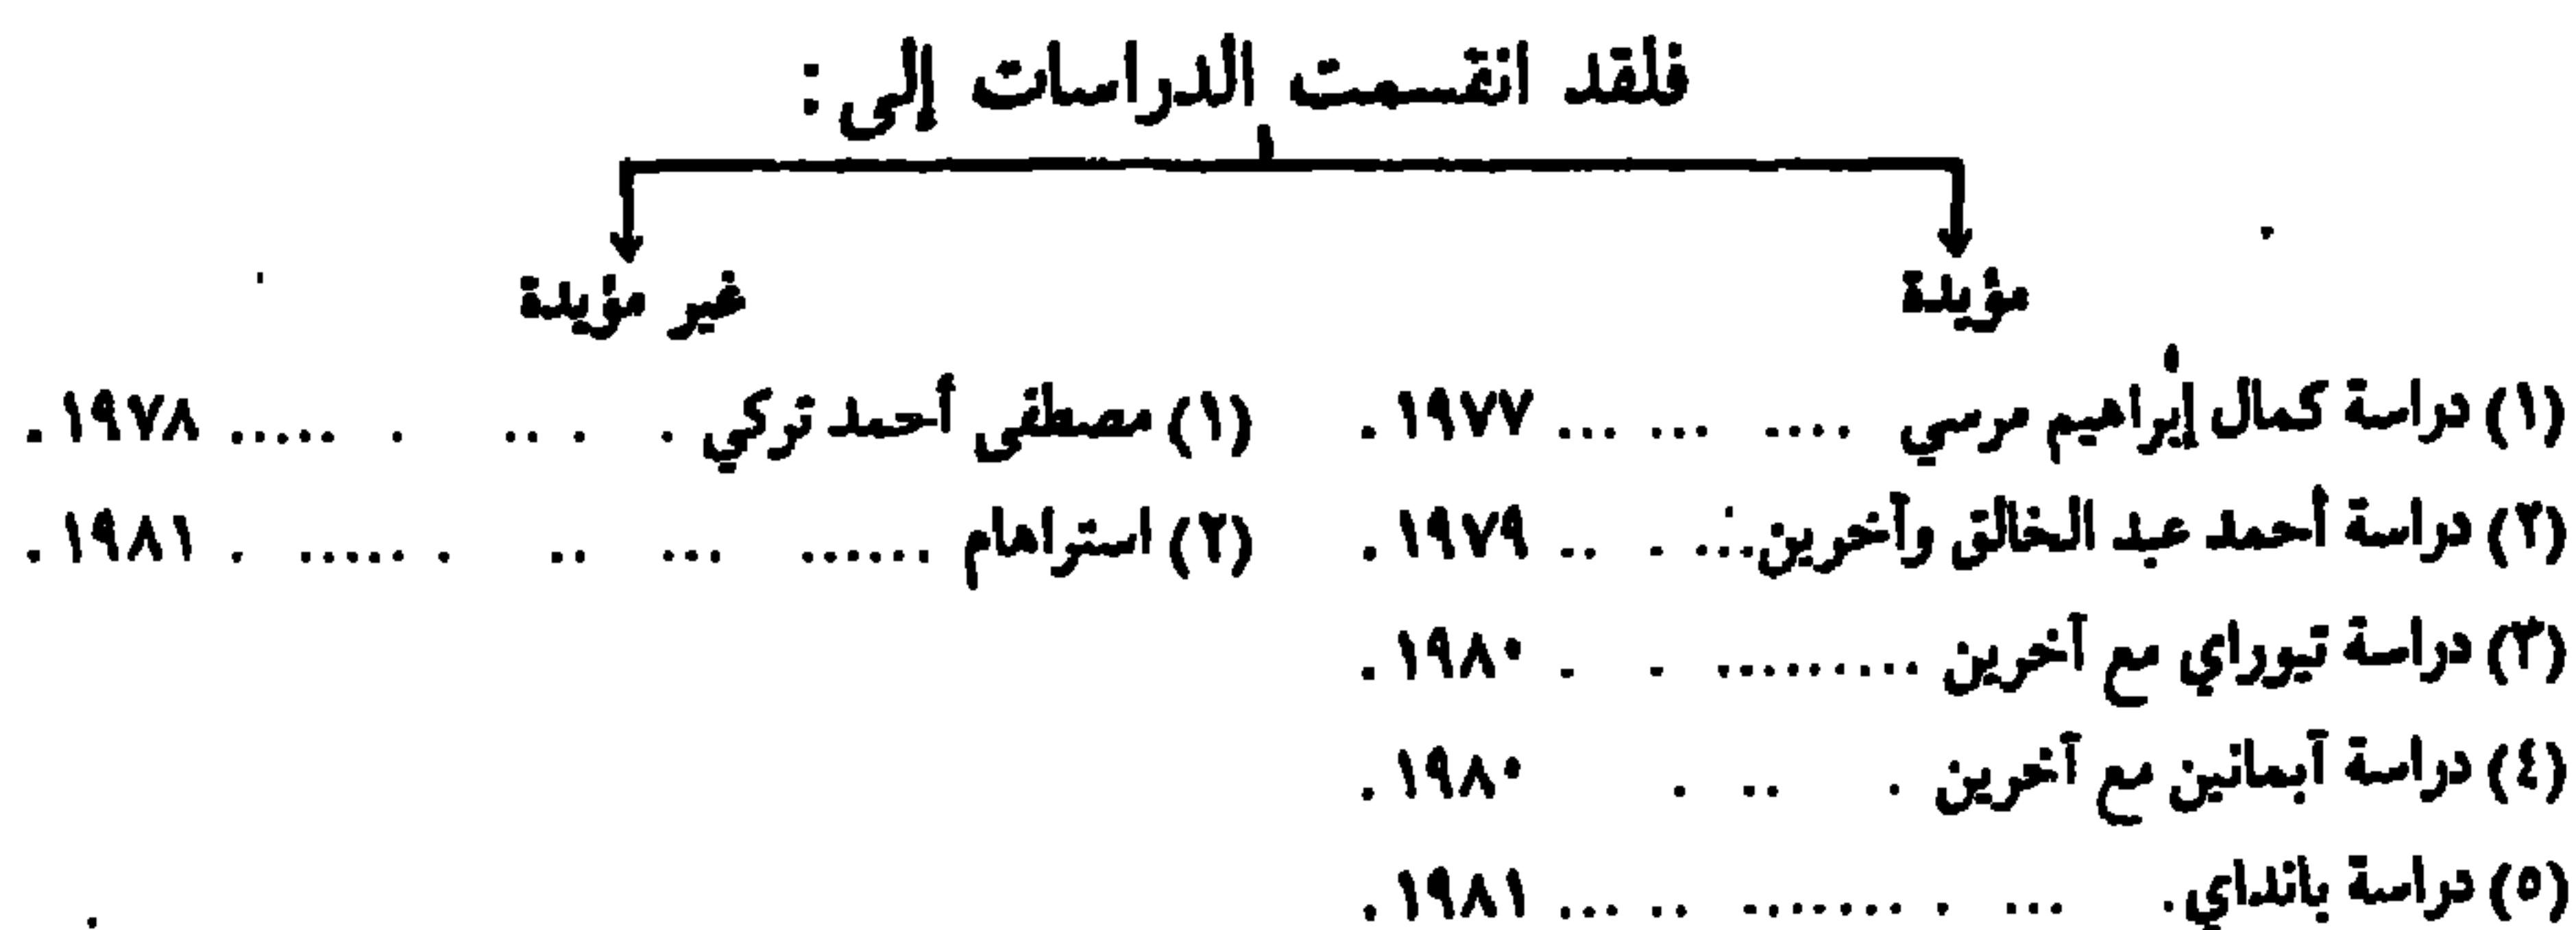 فلقد انقسمت الدراسات إلى :
مؤيدة
غير مؤيدة
(١) دراسة كمال إبراهيم مرسي .... ... ... ١٩٧٧ .
(١) مصطفى أحمد تركي . . .. . ..... ١٩٧٨ .
(٢) دراسة أحمد عبد الخالق وآخرين ... . .. ١٩٧٩ .
(٢) استراهام ...... ... .. . ..... . ١٩٨١ .
(٣) دراسة تيوراي مع آخرين ......... . . ١٩٨٠ .
(٤) دراسة آبمانين مع آخرين . .. . ١٩٨٠ .
(٥) دراسة بانداي . ... . ....... .. ... ١٩٨١ .